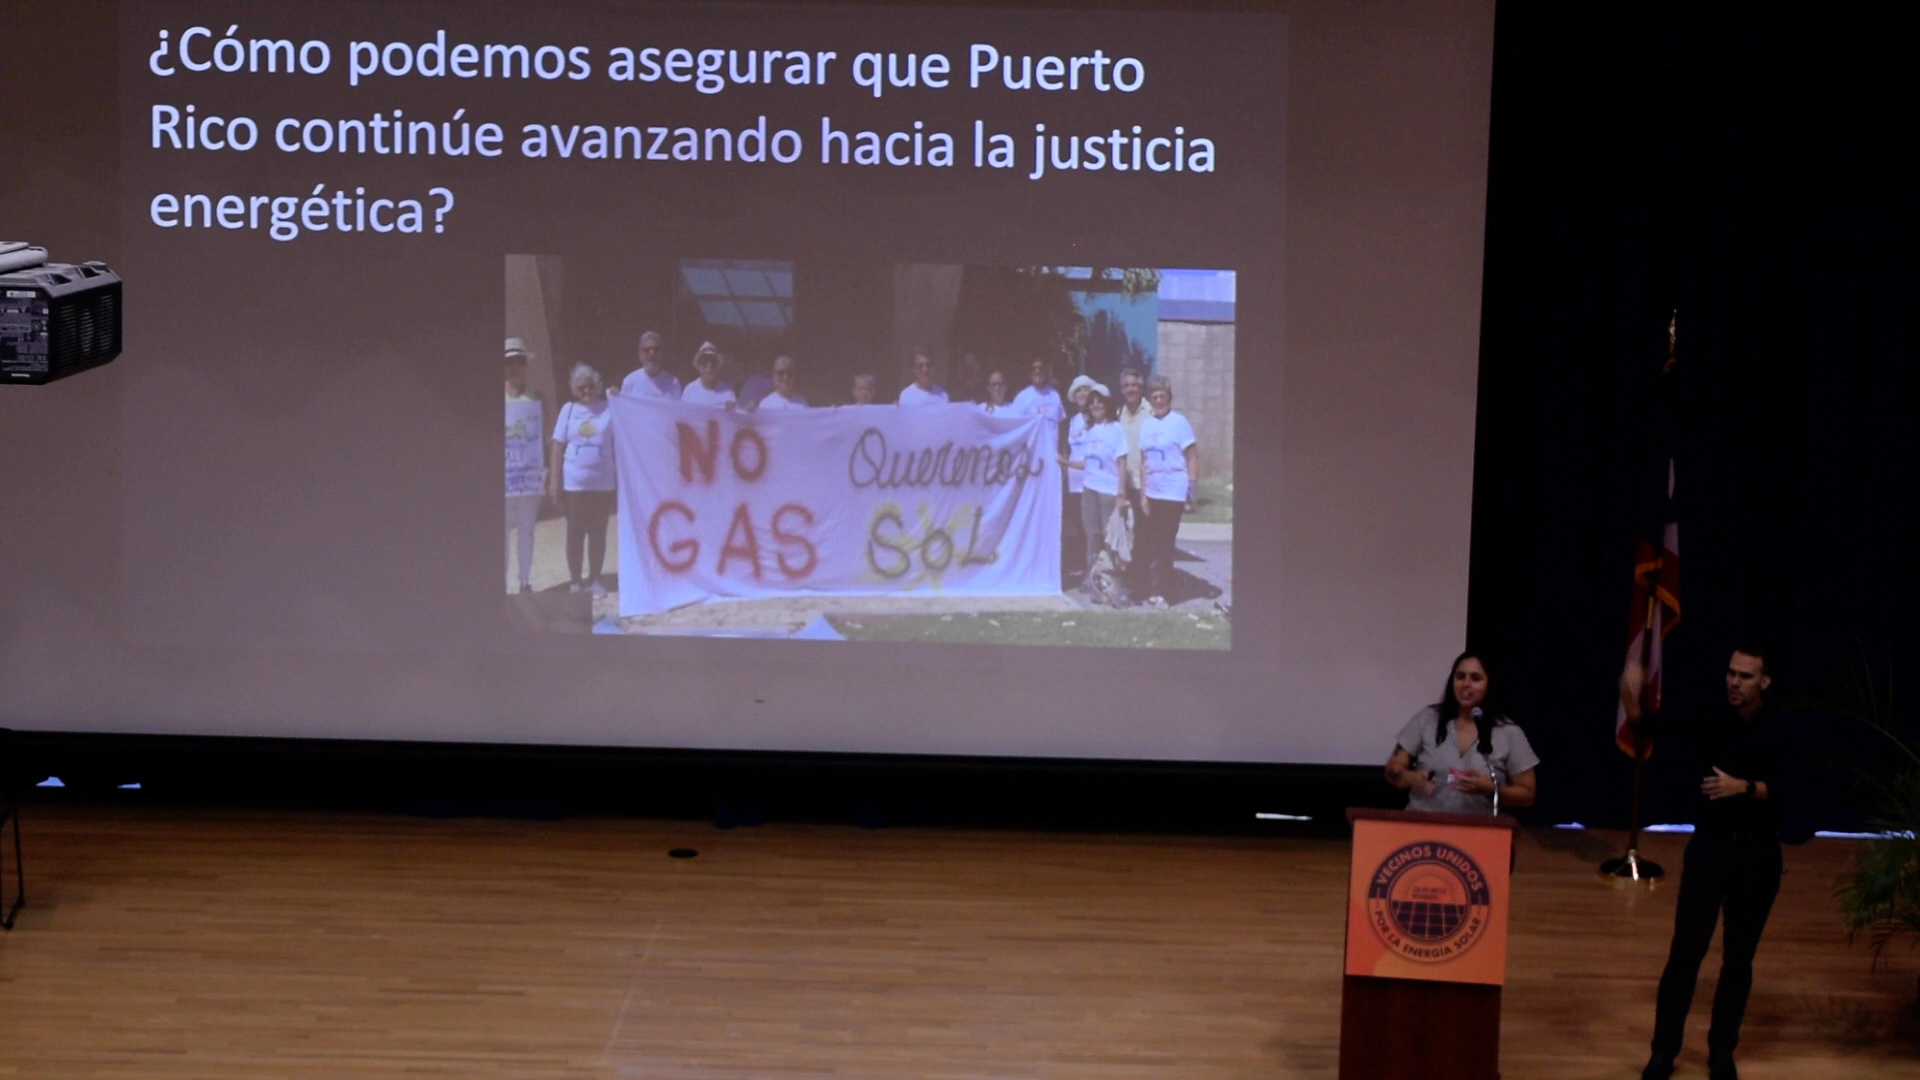 ¿Cómo podemos asegurar que Puerto
Rico continúe avanzando hacia la justicia
energética?
NO
GAS
Queremos
SOL
VECINOS UNIDOS
POR LA ENERGÍA SOLAR